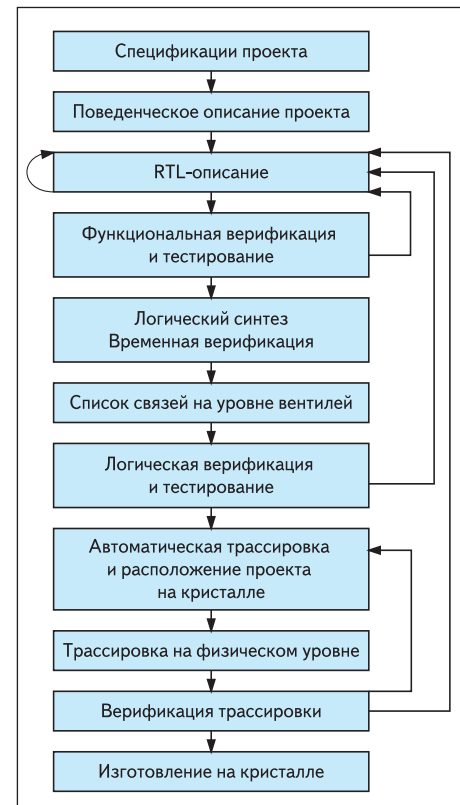 Спецификации проекта
Поведенческое описание проекта
RTL-описание
Функциональная верификация
и тестирование
Логический синтез
Временная верификация
Список связей на уровне вентилей
Логическая верификация
и тестирование
Автоматическая трассировка
и расположение проекта
на кристалле
Трассировка на физическом уровне
Верификация трассировки
Изготовление на кристалле